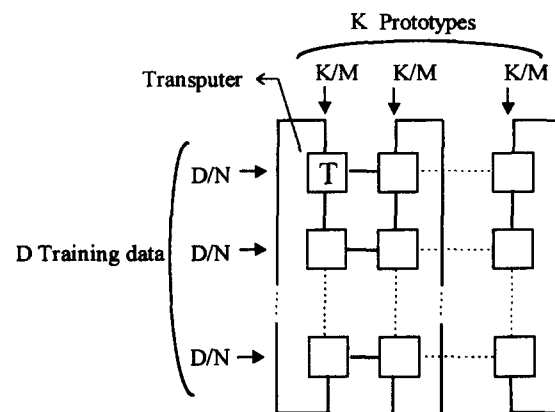 K Prototypes
K/M K/M K/M
Transputer
D/N T
D Training data D/N
D/N